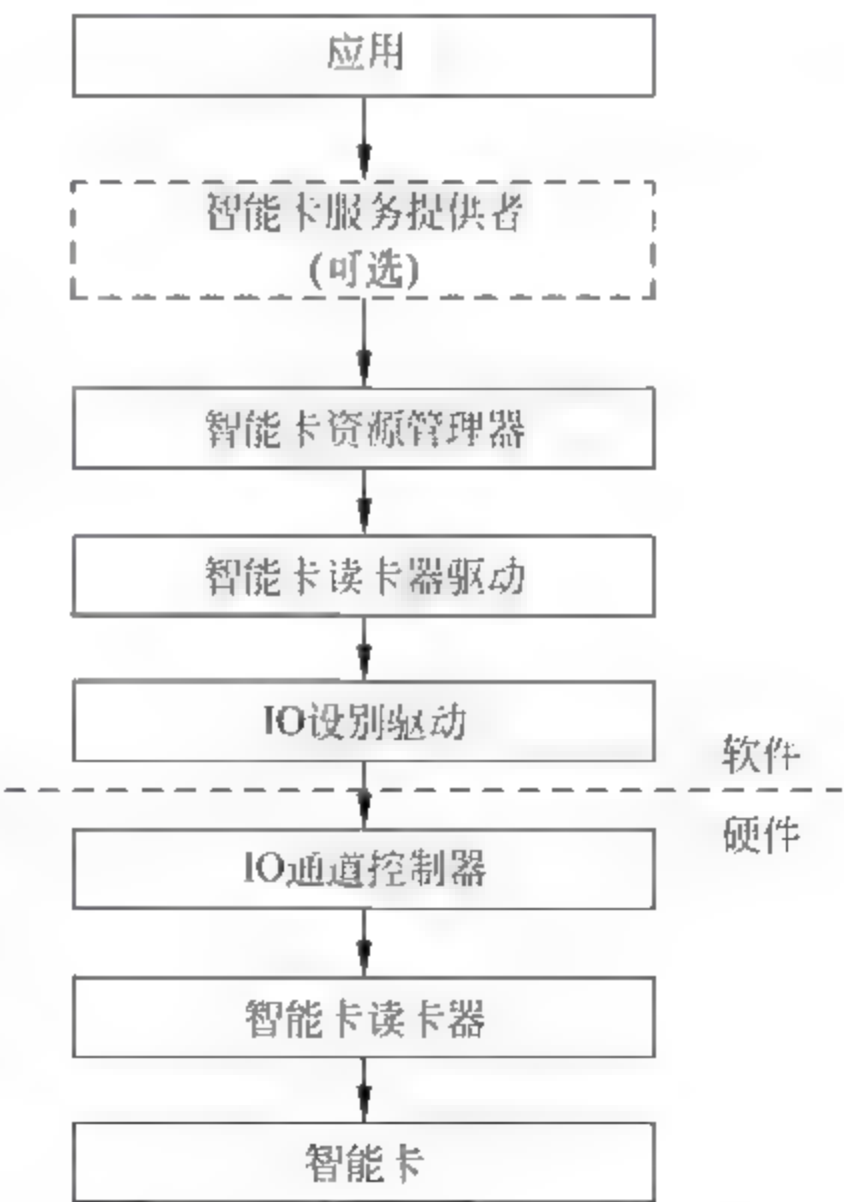 应用
智能卡服务提供者
(可选)
智能卡资源管理器
智能卡读卡器驱动
IO设别驱动
软件
硬件
IO通道控制器
智能卡读卡器
智能卡